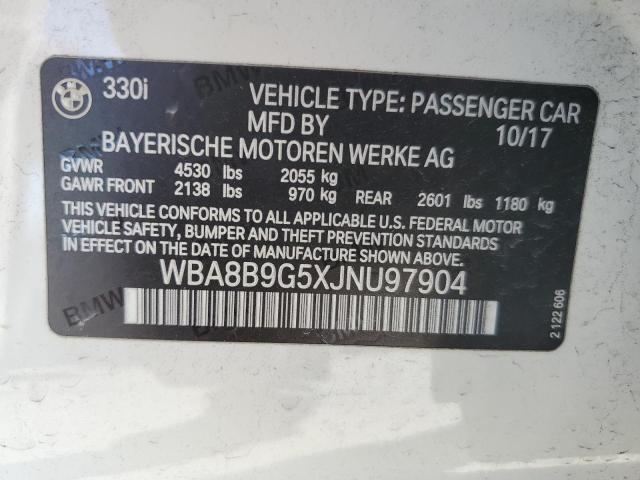 BMW
330i VEHICLE TYPE: PASSENGER CAR
MFD BY 10/17
BAYERISCHE MOTOREN WERKE AG
GVWR 4530 lbs 2055 kg
GAWR FRONT 2138 lbs 970 kg REAR 2601 lbs 1180 kg
THIS VEHICLE CONFORMS TO ALL APPLICABLE U.S. FEDERAL MOTOR
VEHICLE SAFETY, BUMPER AND THEFT PREVENTION STANDARDS
IN EFFECT ON THE DATE OF MANUFACTURE SHOWN ABOVE.
WBA8B9G5XJNU97904
2 122 606